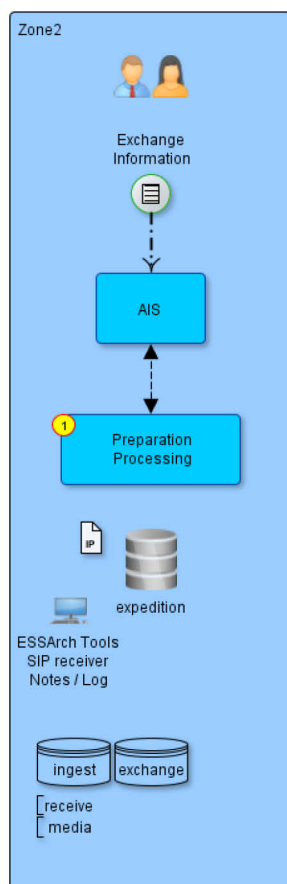 Zone2
Exchange
Information
AIS
1
Preparation
Processing
IP
expedition
ESSArch Tools
SIP receiver
Notes / Log
ingest
exchange
receive
media